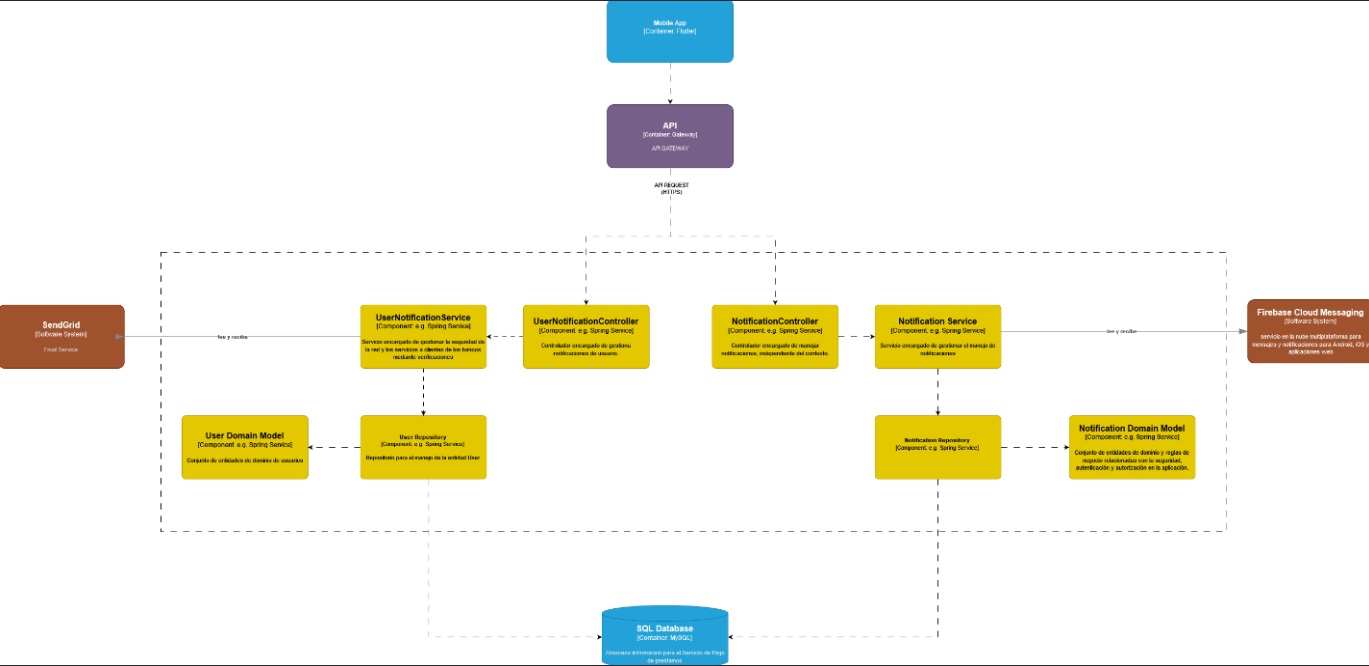 Mobile App
[Container: Flutter]
API
[Container: Gateway]
API GATEWAY
API REQUEST
(HTTPS)
SendGrid
[Software System]
Email Service
lee y recibe
UserNotificationService
[Component: e.g. Spring Service]
Servicio encargado de gestionar la seguridad de
la red y los servicios a clientes de los bancos
mediante verificaciones
UserNotificationController
[Component: e.g. Spring Service]
Controlador encargado de gestiona
notificaciones de usuario.
NotificationController
[Component: e.g. Spring Service]
Controlador encargado de manejar
notificaciones, independiente del contexto.
Notification Service
[Component: e.g. Spring Service]
Servicio encargado de gestionar el manejo de
notificaciones
lee y recibe
Firebase Cloud Messaging
[Software System]
servicio en la nube multiplataforma para
mensajes y notificaciones para Android, iOS y
aplicaciones web
User Domain Model
[Component: e.g. Spring Service]
Conjunto de entidades de dominio de usuarios
User Repository
[Component: e.g. Spring Service]
Repositorio para el manejo de la entidad User
Notification Repository
[Component: e.g. Spring Service]
Notification Domain Model
[Component: e.g. Spring Service]
Conjunto de entidades de dominio y reglas de
negocio relacionadas con la seguridad,
autenticación y autorización en la aplicación.
SQL Database
[Container: MySQL]
Almacena información para el Servicio de Pago
de préstamos